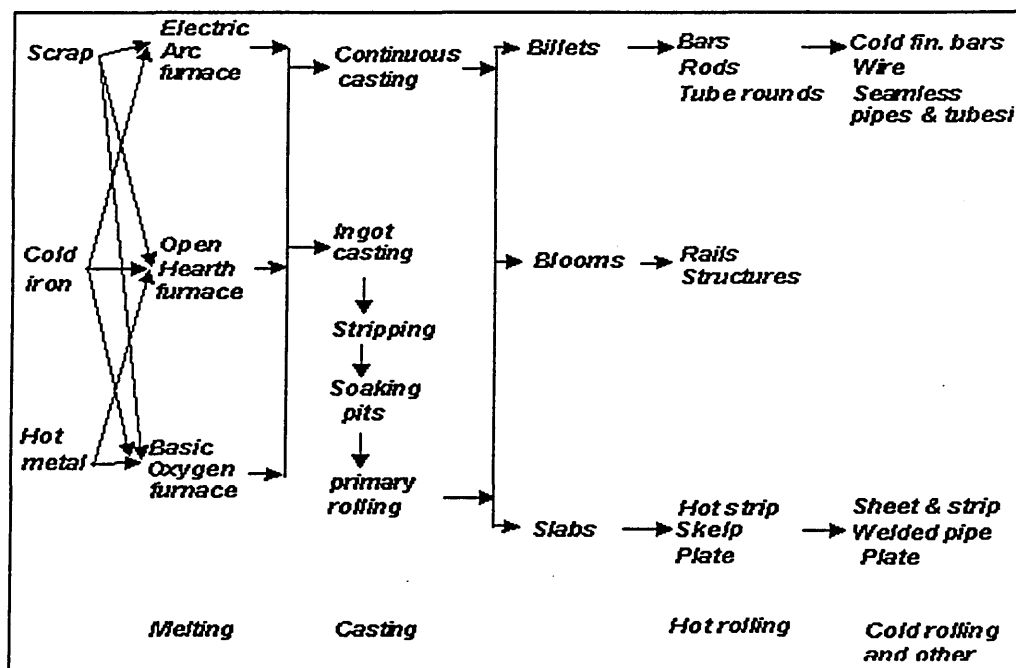 Scrap
Electric
Arc
furnace
Continuous
casting
Billets
Bars
Rods
Tube rounds
Cold fin. bars
Wire
Seamless
pipes & tubesi
Cold
iron
Open
Hearth
furnace
Ingot
casting
Stripping
Soaking
pits
primary
rolling
Blooms
Rails
Structures
Hot
metal
Basic
Oxygen
furnace
Slabs
Hot strip
Skelp
Plate
Sheet & strip
Welded pipe
Plate
Melting
Casting
Hot rolling
Cold rolling
and other